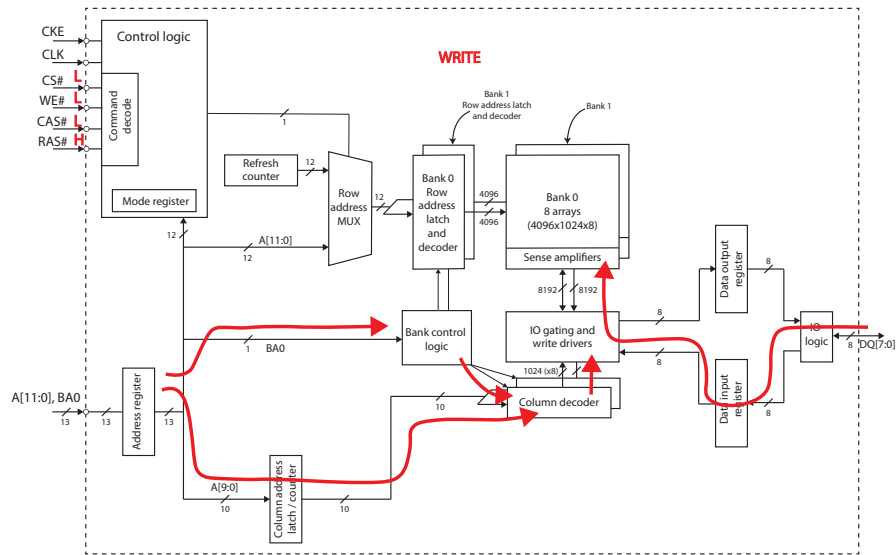 WRITE
CKE
CLK
CS# L
WE# L
CAS# L
RAS# H
Control logic
Command
decode
Mode register
12
1
Refresh
counter
12
Row
address
MUX
12
A[11:0]
12
Bank 1
Row address latch
and decoder
Bank 0
Row
address
latch
and
decoder
4096
4096
Bank 1
Bank 0
8 arrays
(4096x1024x8)
Sense amplifiers
8192
8192
IO gating and
write drivers
8
8
Data output
register
8
IO
logic
8
DQ[7:0]
Data input
register
8
Bank control
logic
1
BA0
1024 (x8)
Column decoder
10
A[11:0], BA0
13
13
Address register
13
A[9:0]
10
Column address
latch / counter
10